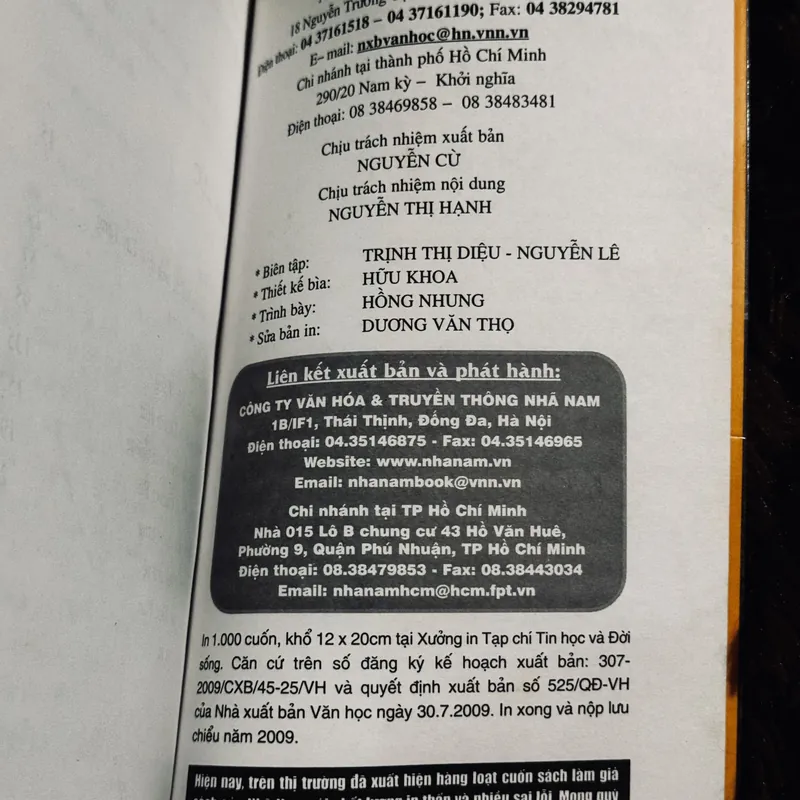 18 Nguyễn Trường
Điện thoại: 04 37161518 – 04 37161190; Fax: 04 38294781
E– mail: nxbvanhoc@hn.vnn.vn
Chi nhánh tại thành phố Hồ Chí Minh
290/20 Nam kỳ – Khởi nghĩa
Điện thoại: 08 38469858 – 08 38483481
Chịu trách nhiệm xuất bản
NGUYỄN CỪ
Chịu trách nhiệm nội dung
NGUYỄN THỊ HẠNH
* Biên tập: TRỊNH THỊ DIỆU - NGUYỄN LÊ
* Thiết kế bìa: HỮU KHOA
* Trình bày: HỒNG NHUNG
* Sửa bản in: DƯƠNG VĂN THỌ
Liên kết xuất bản và phát hành:
CÔNG TY VĂN HÓA & TRUYỀN THÔNG NHÃ NAM
1B/IF1, Thái Thịnh, Đống Đa, Hà Nội
Điện thoại: 04.35146875 - Fax: 04.35146965
Website: www.nhanam.vn
Email: nhanambook@vnn.vn
Chi nhánh tại TP Hồ Chí Minh
Nhà 015 Lô B chung cư 43 Hồ Văn Huê,
Phường 9, Quận Phú Nhuận, TP Hồ Chí Minh
Điện thoại: 08.38479853 - Fax: 08.38443034
Email: nhanamhcm@hcm.fpt.vn
In 1.000 cuốn, khổ 12 x 20cm tại Xưởng in Tạp chí Tin học và Đời
sống. Căn cứ trên số đăng ký kế hoạch xuất bản: 307-
2009/CXB/45-25/VH và quyết định xuất bản số 525/QĐ-VH
của Nhà xuất bản Văn học ngày 30.7.2009. In xong và nộp lưu
chiểu năm 2009.
Hiện nay, trên thị trường đã xuất hiện hàng loạt cuốn sách làm giả
in thấp và nhiều sai lỗi. Mong quý